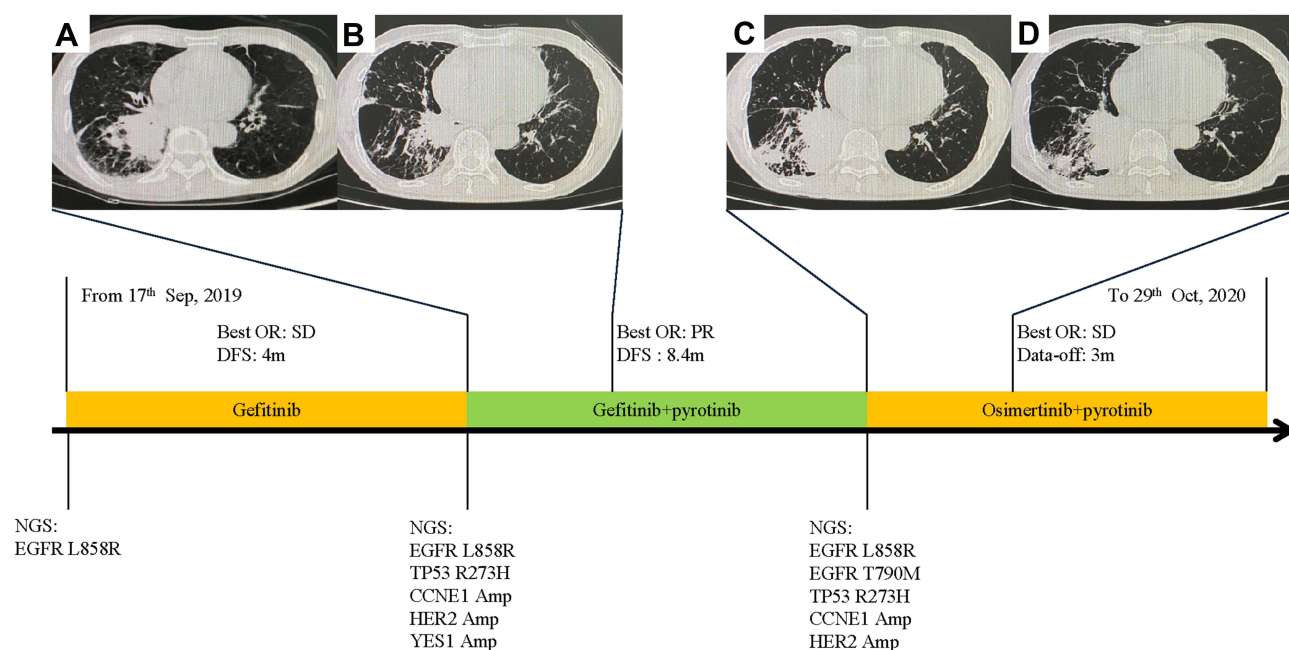 A
B
C
D
From 17th Sep, 2019
To 29th Oct, 2020
Best OR: SD
DFS: 4m
Best OR: PR
DFS : 8.4m
Best OR: SD
Data-off: 3m
Gefitinib
Gefitinib+pyrotinib
Osimertinib+pyrotinib
NGS:
EGFR L858R
NGS:
EGFR L858R
TP53 R273H
CCNE1 Amp
HER2 Amp
YES1 Amp
NGS:
EGFR L858R
EGFR T790M
TP53 R273H
CCNE1 Amp
HER2 Amp